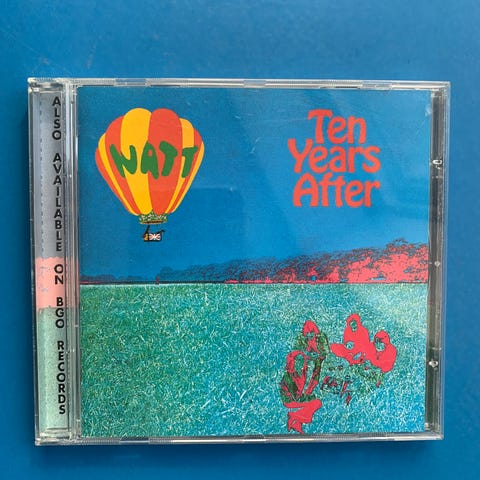 ALSO AVAILABLE ON BGO RECORDS
WATT
Ten
Years
After